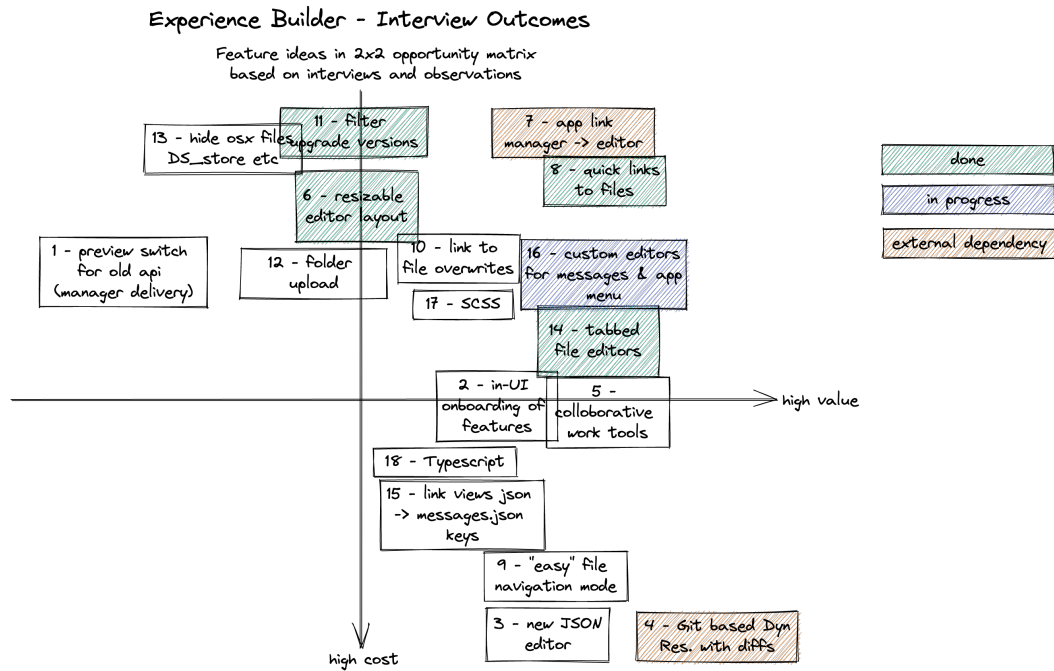 Experience Builder - Interview Outcomes
Feature ideas in 2x2 opportunity matrix
based on interviews and observations
13 - hide osx files
DS_store etc
11 - filter
upgrade versions
7 - app link
manager -> editor
8 - quick links
to files
6 - resizable
editor layout
1 - preview switch
for old api
(manager delivery)
12 - folder
upload
10 - link to
file overwrites
16 - custom editors
for messages & app
menu
17 - SCSS
14 - tabbed
file editors
2 - in-UI
onboarding of
features
5 -
colloborative
work tools
high value
18 - Typescript
15 - link views json
-> messages.json
keys
9 - "easy" file
navigation mode
3 - new JSON
editor
4 - Git based Dyn
Res. with diffs
high cost
done
in progress
external dependency